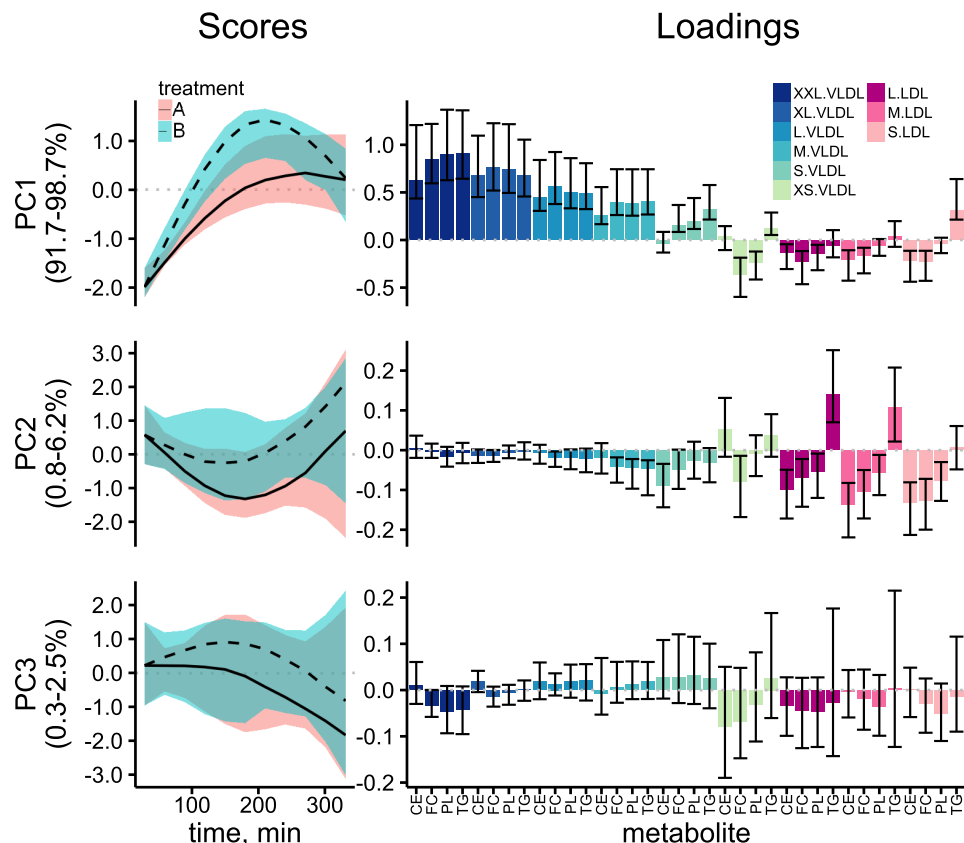 Scores
Loadings
treatment
A
B
XXL.VLDL
XL.VLDL
L.VLDL
M.VLDL
S.VLDL
XS.VLDL
L.LDL
M.LDL
S.LDL
PC1
(91.7-98.7%)
1.0
0.0
-1.0
-2.0
1.0
0.5
0.0
-0.5
PC2
(0.8-6.2%)
3.0
2.0
1.0
0.0
-1.0
-2.0
0.2
0.1
0.0
-0.1
-0.2
PC3
(0.3-2.5%)
2.0
1.0
0.0
-1.0
-2.0
-3.0
0.2
0.1
0.0
-0.1
-0.2
100 200 300
time, min
CE FC PL TG CE FC PL TG CE FC PL TG CE FC PL TG CE FC PL TG CE FC PL TG CE FC PL TG CE FC PL TG CE FC PL TG
metabolite